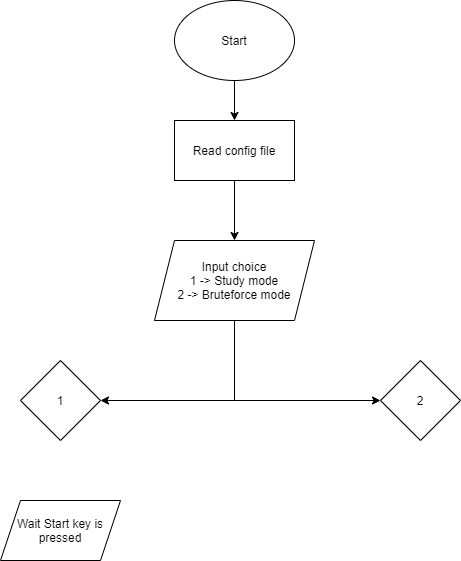 Start
Read config file
Input choice
1 -> Study mode
2 -> Bruteforce mode
1
2
Wait Start key is
pressed